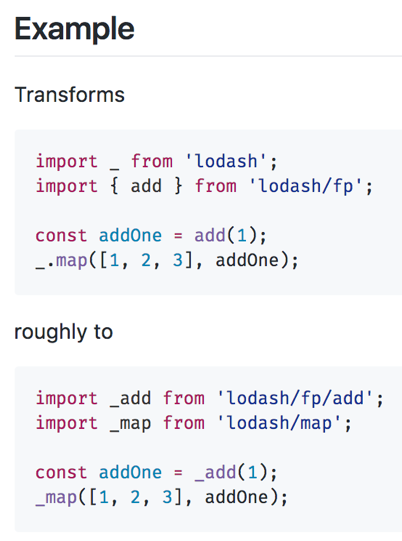 Example
Transforms
import _ from 'lodash';
import { add } from 'lodash/fp';
const addOne = add(1);
_.map([1, 2, 3], addOne);
roughly to
import _add from 'lodash/fp/add';
import _map from 'lodash/map';
const addOne = _add(1);
_map([1, 2, 3], addOne);